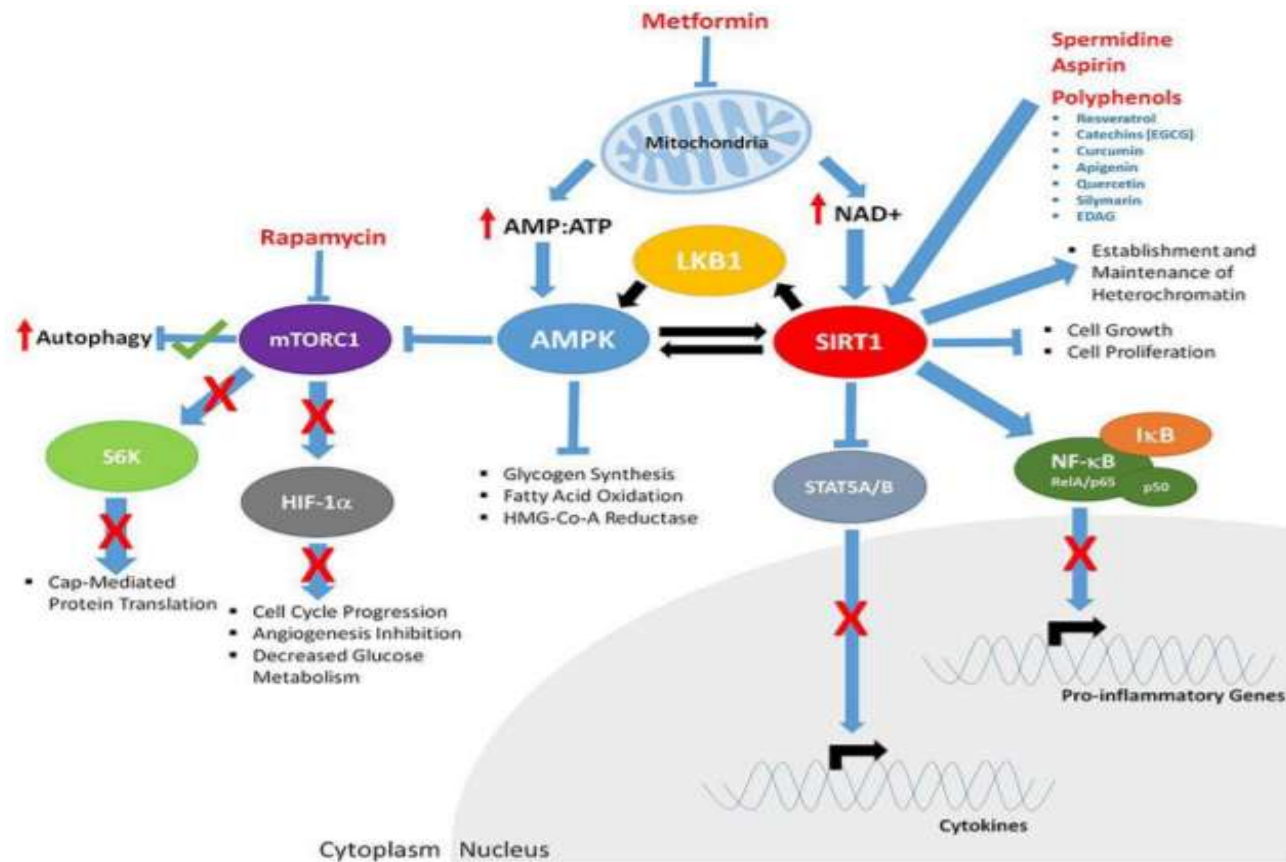 Metformin
Spermidine
Aspirin
Polyphenols
▪ Resveratrol
▪ Catechins (EGCG)
▪ Curcumin
▪ Apigenin
▪ Quercetin
▪ Silymarin
▪ EDAG
Mitochondria
AMP:ATP
NAD+
Rapamycin
LKB1
▪ Establishment and
Maintenance of
Heterochromatin
Autophagy
mTORC1
AMPK
SIRT1
▪ Cell Growth
▪ Cell Proliferation
X
X
S6K
HIF-1α
▪ Glycogen Synthesis
▪ Fatty Acid Oxidation
▪ HMG-Co-A Reductase
STAT5A/B
IκB
NF-κB
RelA/p65
p50
X
X
X
▪ Cap-Mediated
Protein Translation
▪ Cell Cycle Progression
▪ Angiogenesis Inhibition
▪ Decreased Glucose
Metabolism
X
Pro-inflammatory Genes
Cytokines
Cytoplasm
Nucleus